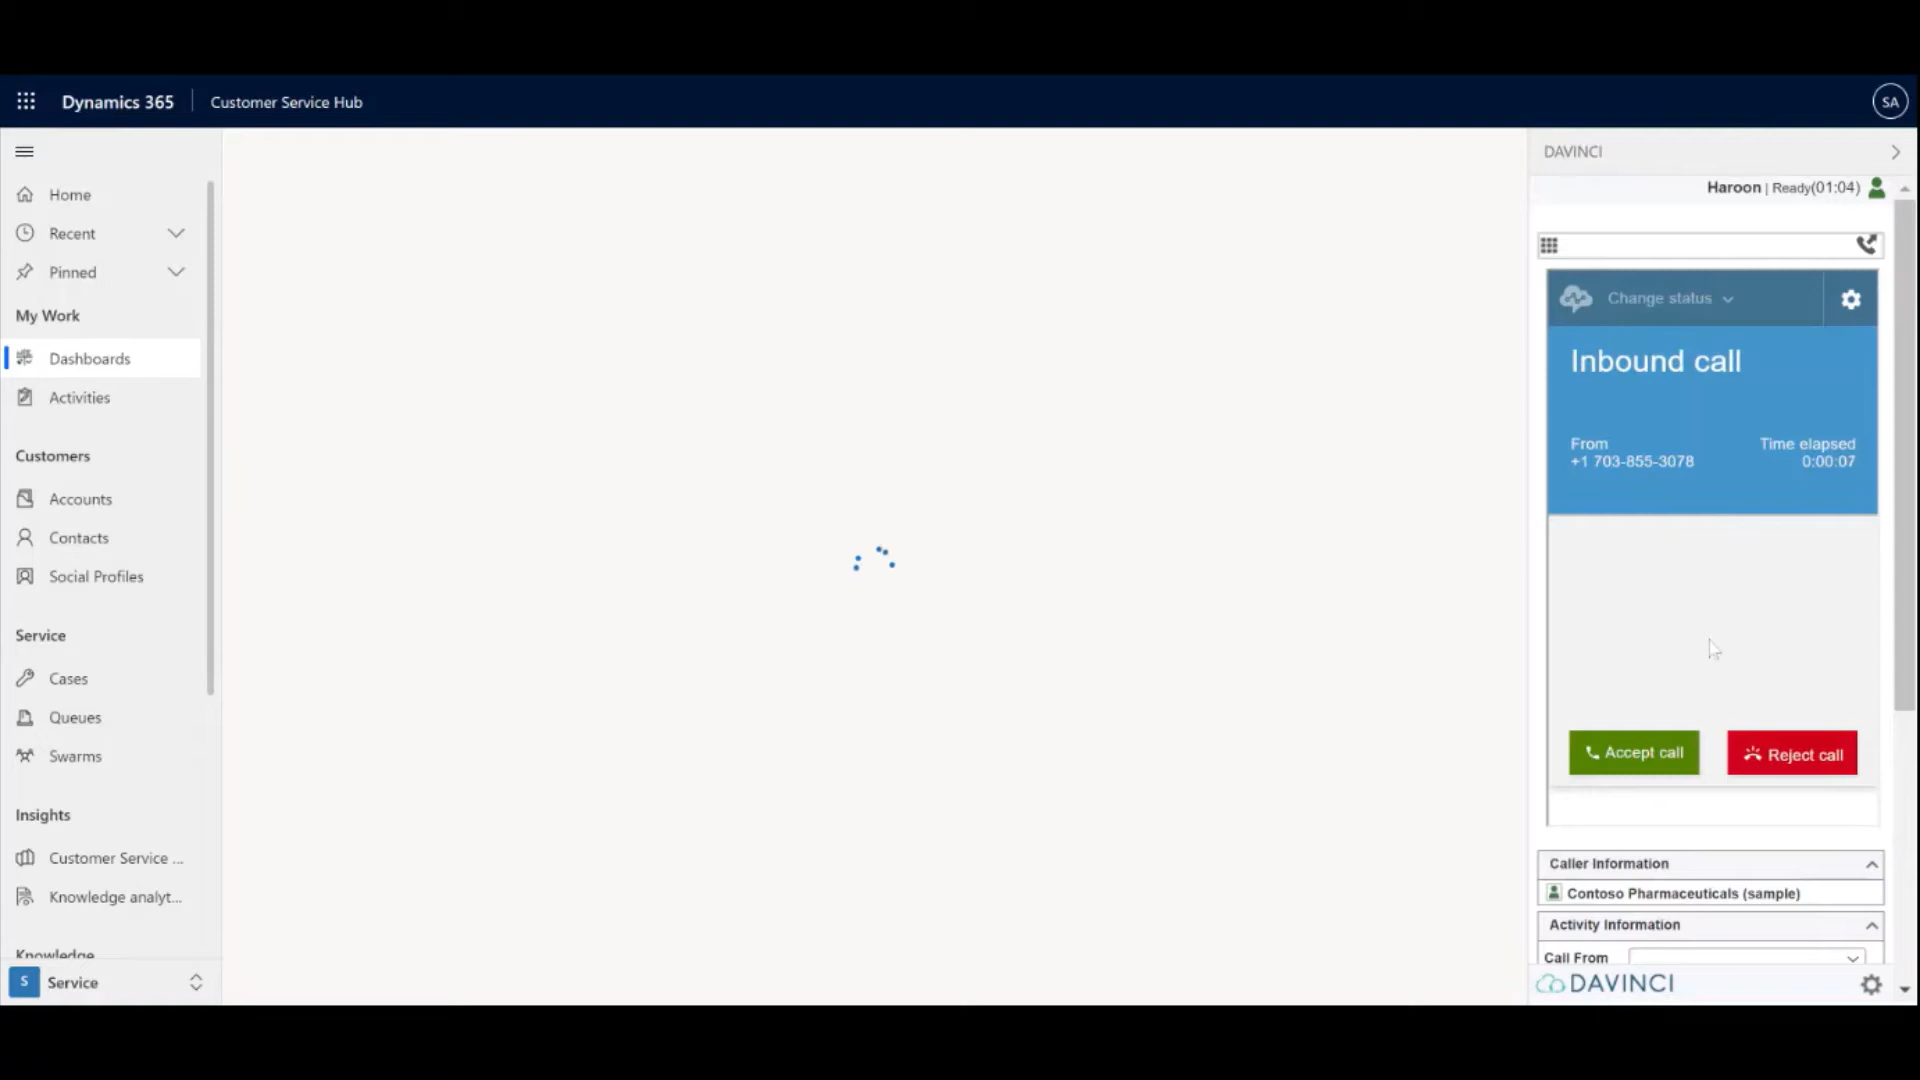 Dynamics 365
Customer Service Hub
SA
Home
Recent
Pinned
My Work
Dashboards
Activities
Customers
Accounts
Contacts
Social Profiles
Service
Cases
Queues
Swarms
Insights
Customer Service ...
Knowledge analyt...
Knowledge
S
Service
DAVINCI
Haroon | Ready(01:04)
Change status
Inbound call
From
Time elapsed
+1 703-855-3078
0:00:07
Accept call
Reject call
Caller Information
Contoso Pharmaceuticals (sample)
Activity Information
Call From
DAVINCI